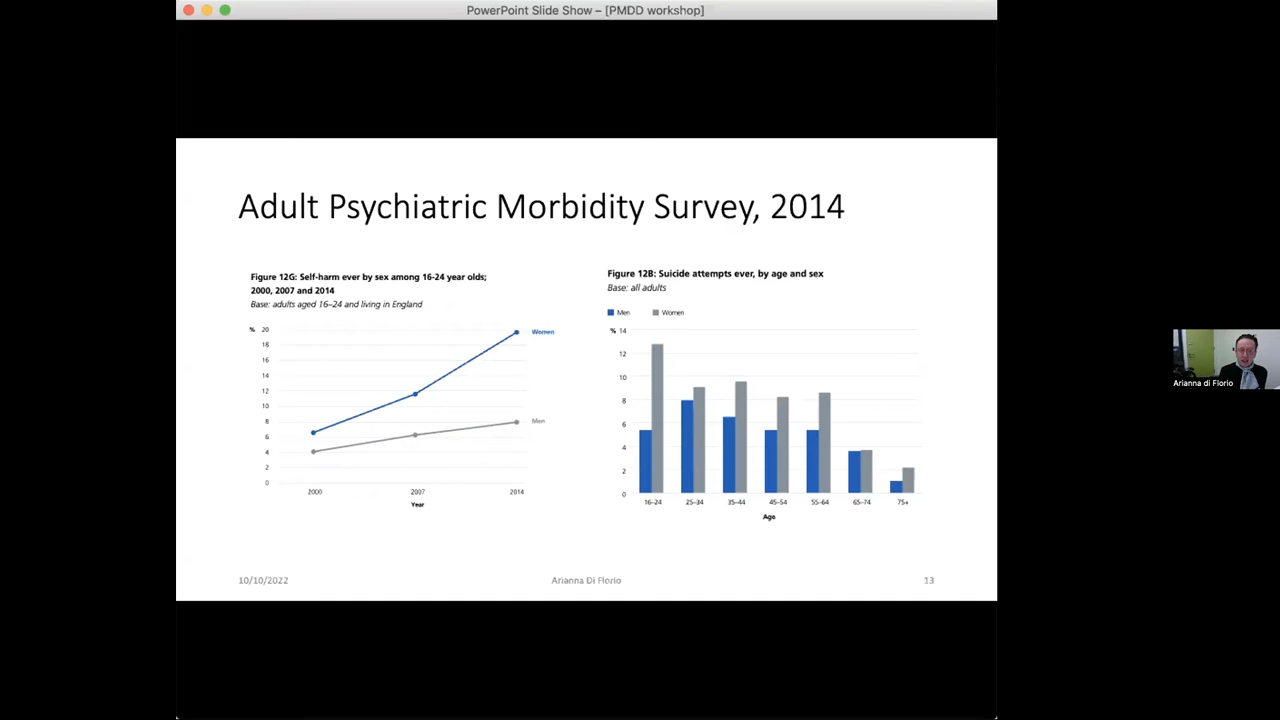 PowerPoint Slide Show – [PMDD workshop]
Adult Psychiatric Morbidity Survey, 2014
Figure 12G: Self-harm ever by sex among 16-24 year olds;
2000, 2007 and 2014
Base: adults aged 16–24 and living in England
% 20
18
16
14
12
10
8
6
4
2
0
Women
Men
2000 2007 2014
Year
Figure 12B: Suicide attempts ever, by age and sex
Base: all adults
Men Women
% 14
12
10
8
6
4
2
0
16–24 25–34 35–44 45–54 55–64 65–74 75+
Age
Arianna di Florio
10/10/2022 Arianna Di Florio 13